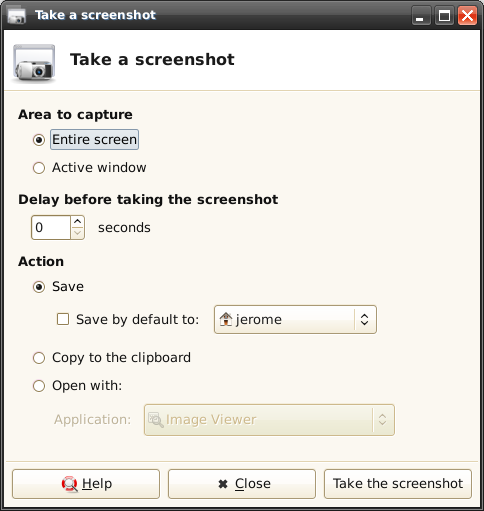 Take a screenshot
Take a screenshot
Area to capture
Entire screen
Active window
Delay before taking the screenshot
0 seconds
Action
Save
Save by default to: jerome
Copy to the clipboard
Open with:
Application: Image Viewer
Help Close Take the screenshot